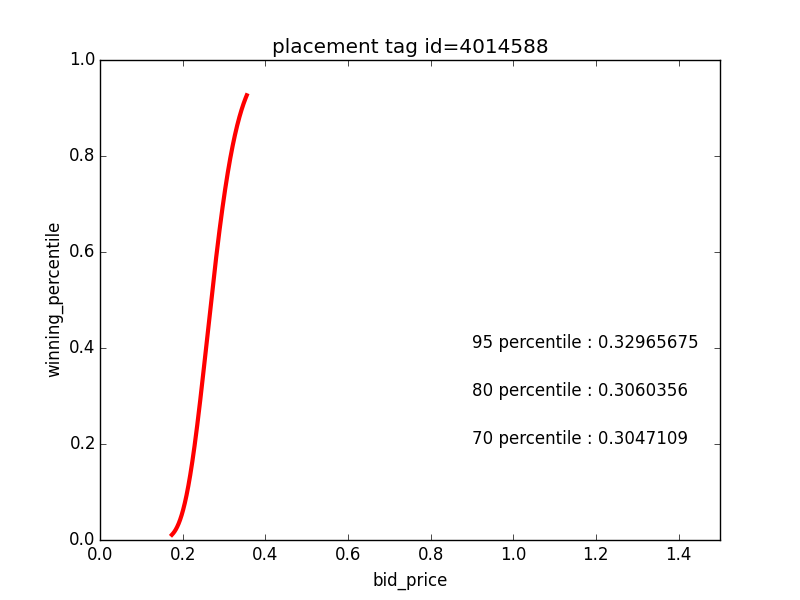 placement tag id=4014588
1.0
0.8
0.6
0.4
0.2
0.0
winning_percentile
95 percentile : 0.32965675
80 percentile : 0.3060356
70 percentile : 0.3047109
0.0 0.2 0.4 0.6 0.8 1.0 1.2 1.4
bid_price